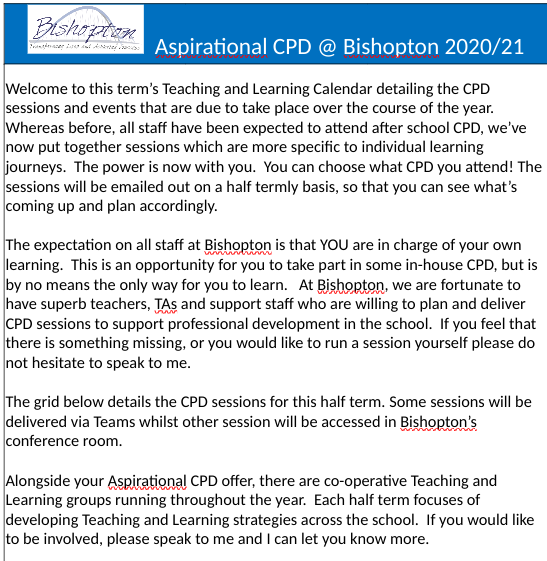 Bishopton
Aspirational CPD @ Bishopton 2020/21
Welcome to this term’s Teaching and Learning Calendar detailing the CPD
sessions and events that are due to take place over the course of the year.
Whereas before, all staff have been expected to attend after school CPD, we’ve
now put together sessions which are more specific to individual learning
journeys.  The power is now with you.  You can choose what CPD you attend! The
sessions will be emailed out on a half termly basis, so that you can see what’s
coming up and plan accordingly.
The expectation on all staff at Bishopton is that YOU are in charge of your own
learning.  This is an opportunity for you to take part in some in-house CPD, but is
by no means the only way for you to learn.   At Bishopton, we are fortunate to
have superb teachers, TAs and support staff who are willing to plan and deliver
CPD sessions to support professional development in the school.  If you feel that
there is something missing, or you would like to run a session yourself please do
not hesitate to speak to me.
The grid below details the CPD sessions for this half term. Some sessions will be
delivered via Teams whilst other session will be accessed in Bishopton’s
conference room.
Alongside your Aspirational CPD offer, there are co-operative Teaching and
Learning groups running throughout the year.  Each half term focuses of
developing Teaching and Learning strategies across the school.  If you would like
to be involved, please speak to me and I can let you know more.